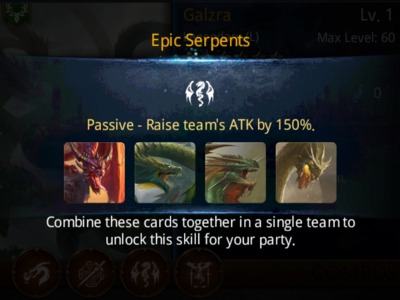 Galzra
Lv. 1
Epic Serpents
Max Level: 60
Passive - Raise team's ATK by 150%.
Combine these cards together in a single team to
unlock this skill for your party.